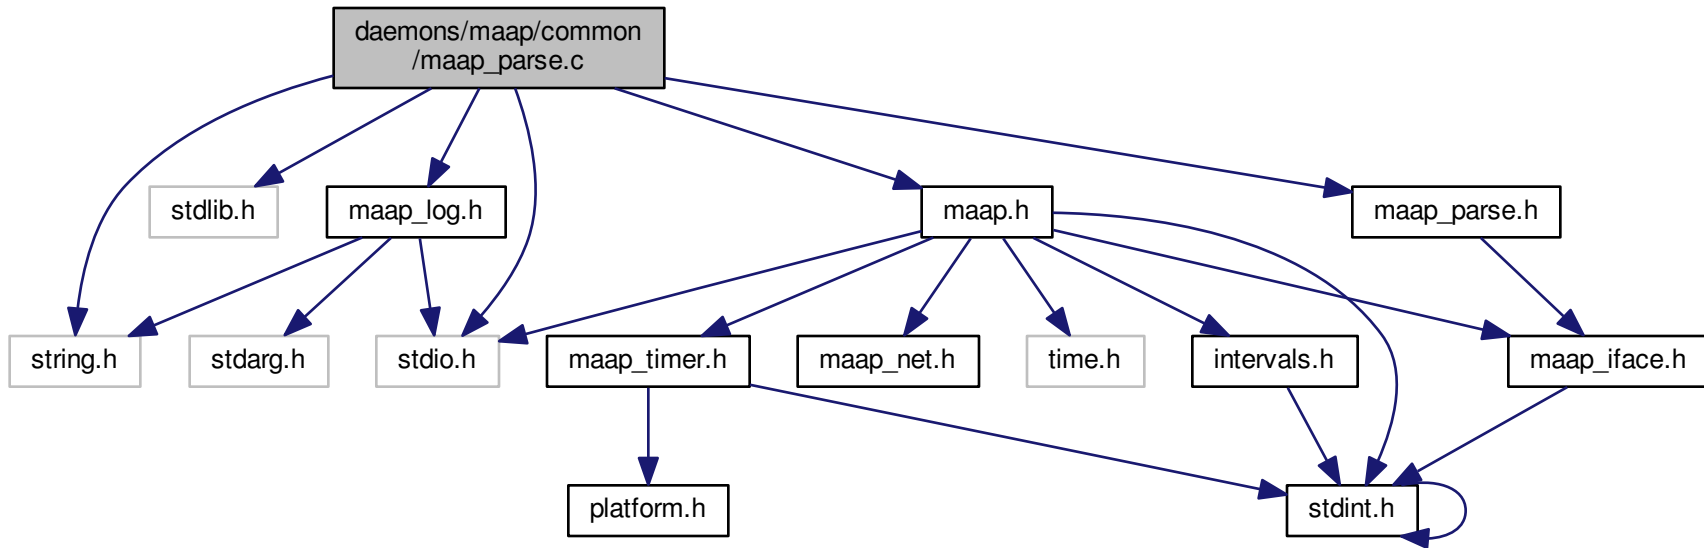 daemons/maap/common
/maap_parse.c
stdlib.h
maap_log.h
maap.h
maap_parse.h
string.h
stdarg.h
stdio.h
maap_timer.h
maap_net.h
time.h
intervals.h
maap_iface.h
platform.h
stdint.h